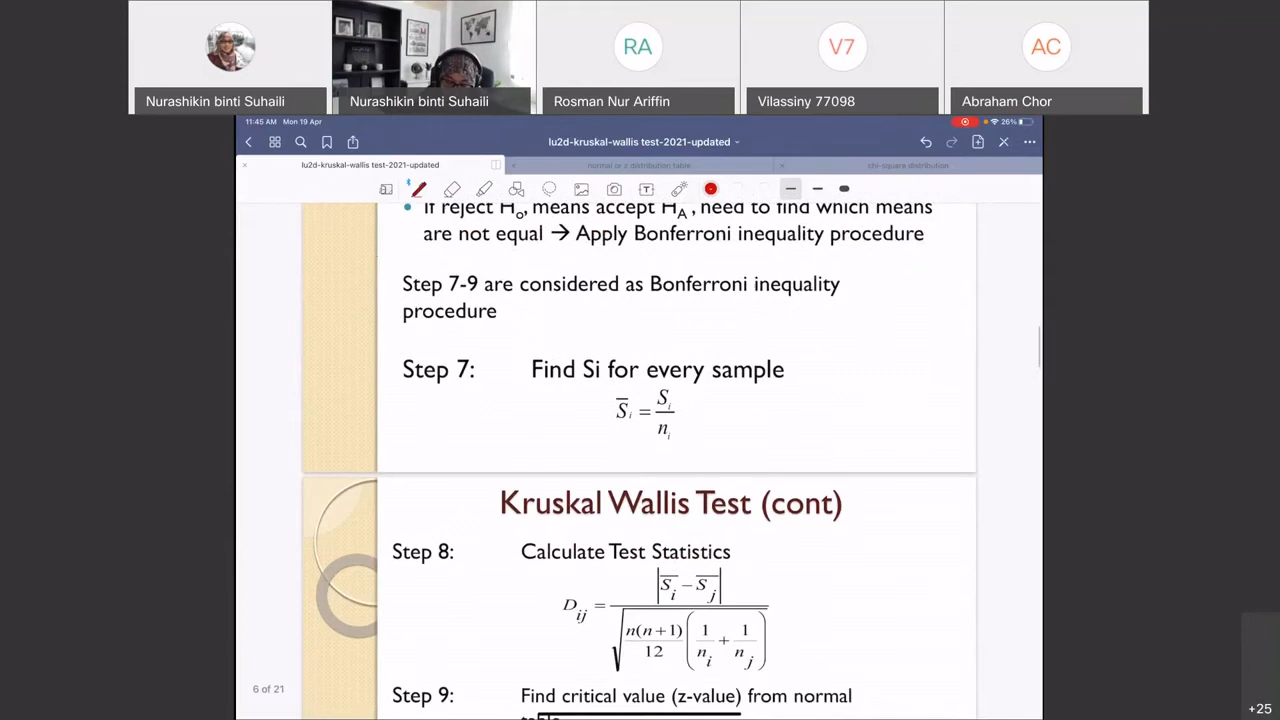 RA
V7
AC
Nurashikin binti Suhaili
Nurashikin binti Suhaili
Rosman Nur Ariffin
Vilassiny 77098
Abraham Chor
11:45 AM Mon 19 Apr
26%
lu2d-kruskal-wallis test-2021-updated
lu2d-kruskal-wallis test-2021-updated
normal or z distribution table
chi-square distribution
• If reject Ho, means accept HA , need to find which means
are not equal → Apply Bonferroni inequality procedure
Step 7-9 are considered as Bonferroni inequality
procedure
Step 7: Find Si for every sample
S̄i = Si / ni
Kruskal Wallis Test (cont)
Step 8: Calculate Test Statistics
Dij = |S̄i − S̄j| / √( n(n+1)/12 (1/ni + 1/nj) )
Step 9: Find critical value (z-value) from normal
table
6 of 21
+25